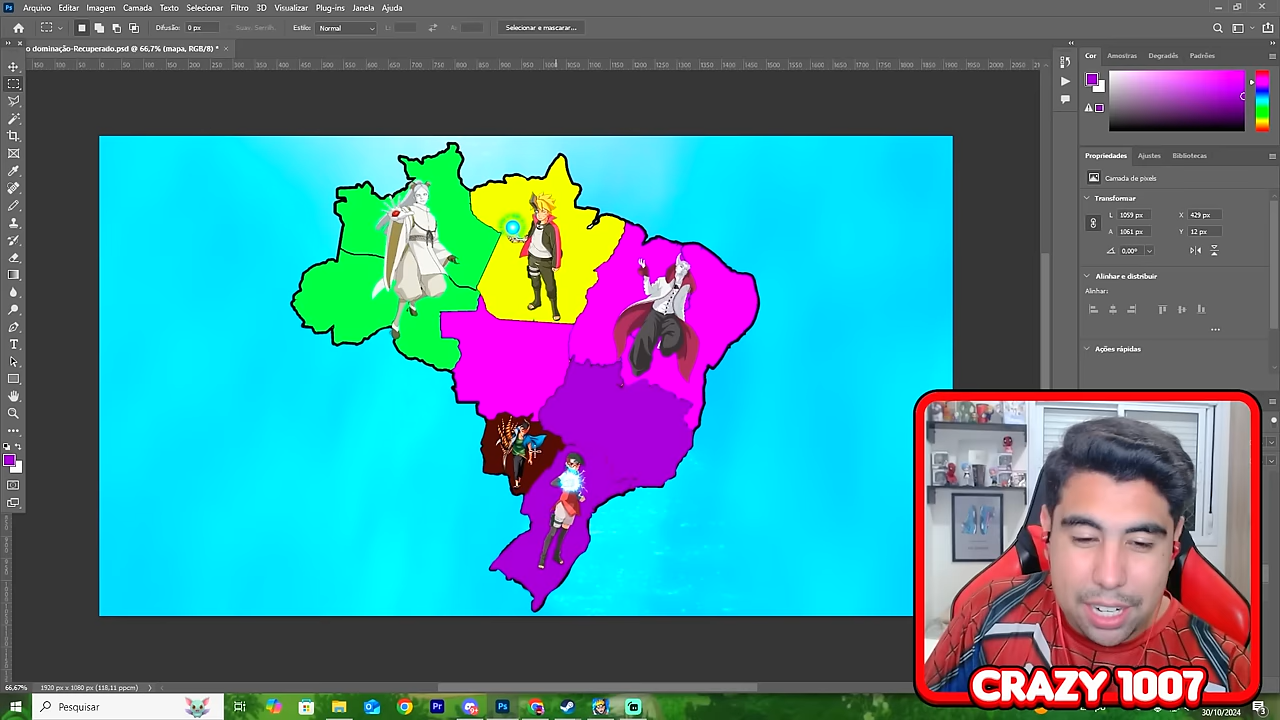 Arquivo Editar Imagem Camada Texto Selecionar Filtro 3D Visualizar Plug-ins Janela Ajuda
Difusão: 0 px
Estilo: Normal
Selecionar e mascarar...
o dominação-Recuperado.psd @ 66,7% (mapa, RGB/8) *
Cor Amostras Degradês Padrões
Propriedades Ajustes Bibliotecas
Camada de pixels
Transformar
L 1059 px X 429 px
A 1061 px Y 12 px
0,00°
Alinhar e distribuir
Alinhar:
Ações rápidas
66,67% 1920 px x 1080 px (118,11 ppcm)
CRAZY 1007
Pesquisar
30/10/2024